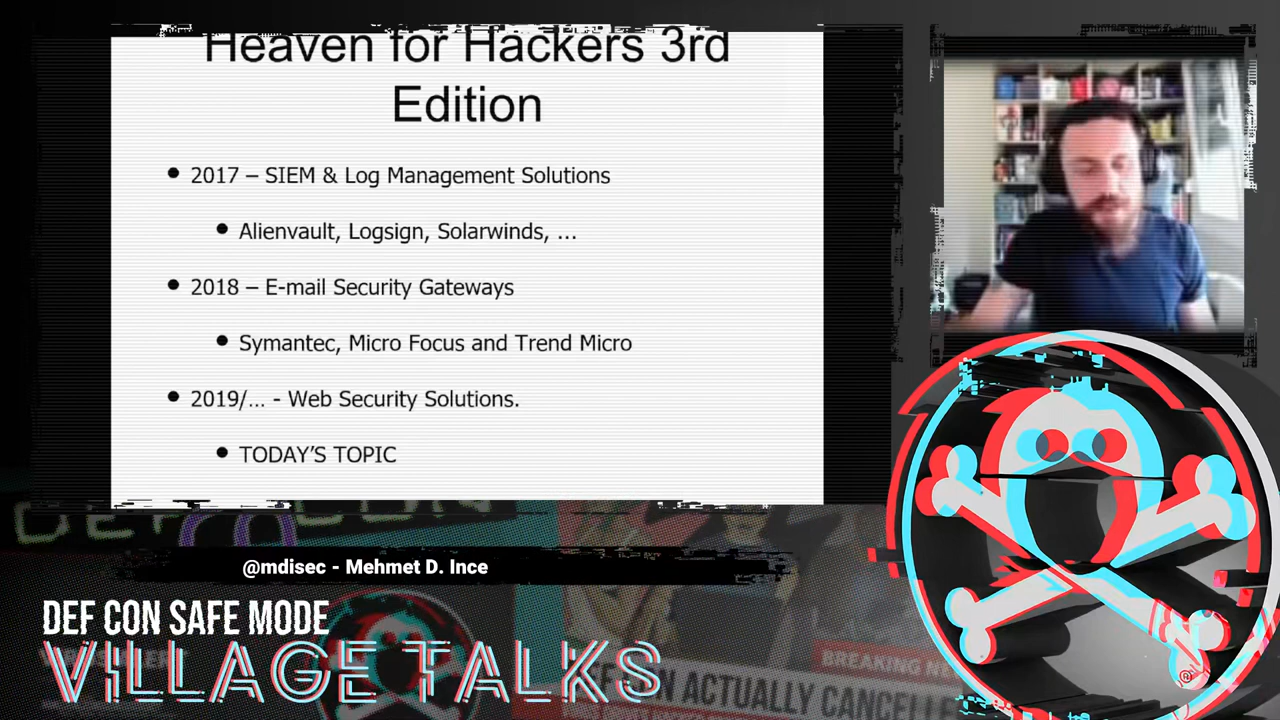 Heaven for Hackers 3rd
Edition
• 2017 – SIEM & Log Management Solutions
• Alienvault, Logsign, Solarwinds, ...
• 2018 – E-mail Security Gateways
• Symantec, Micro Focus and Trend Micro
• 2019/... - Web Security Solutions.
• TODAY'S TOPIC
DEF CON
@mdisec - Mehmet D. Ince
DEF CON SAFE MODE
VILLAGE TALKS
BREAKING
ACTUALLY
®